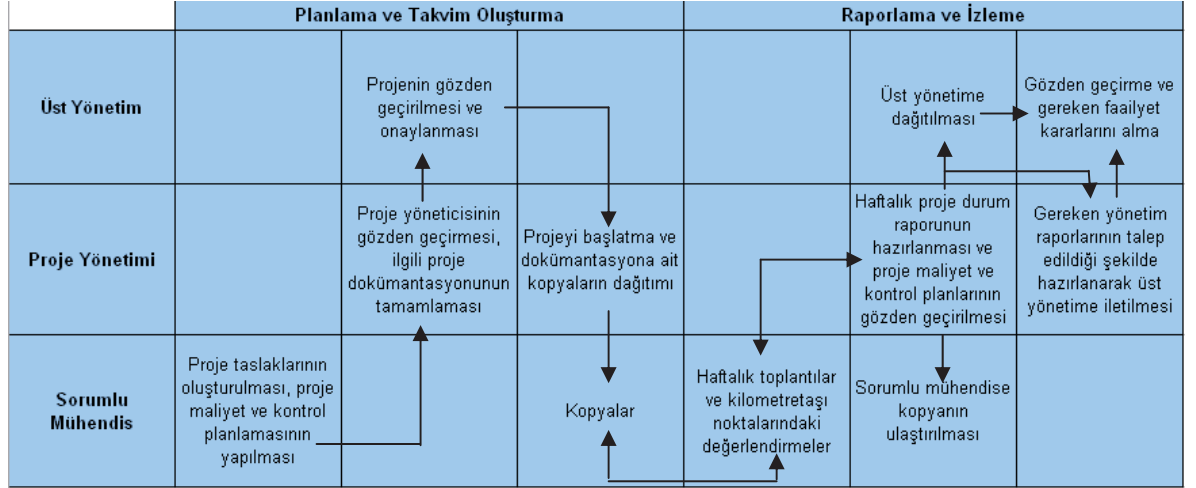 Planlama ve Takvim Oluşturma
Raporlama ve İzleme
Üst Yönetim
Projenin gözden
geçirilmesi ve
onaylanması
Üst yönetime
dağıtılması
Gözden geçirme ve
gereken faailyet
kararlarını alma
Proje Yönetimi
Proje yöneticisinin
gözden geçirmesi,
ilgili proje
dokümantasyonunun
tamamlaması
Projeyi başlatma ve
dokümantasyona ait
kopyaların dağıtımı
Haftalık proje durum
raporunun
hazırlanması ve
proje maliyet ve
kontrol planlarının
gözden geçirilmesi
Gereken yönetim
raporlarının talep
edildiği şekilde
hazırlanarak üst
yönetime iletilmesi
Sorumlu
Mühendis
Proje taslaklarının
oluşturulması, proje
maliyet ve kontrol
planlamasının
yapılması
Kopyalar
Haftalık toplantılar
ve kilometretaşı
noktalarındaki
değerlendirmeler
Sorumlu mühendise
kopyanın
ulaştırılması